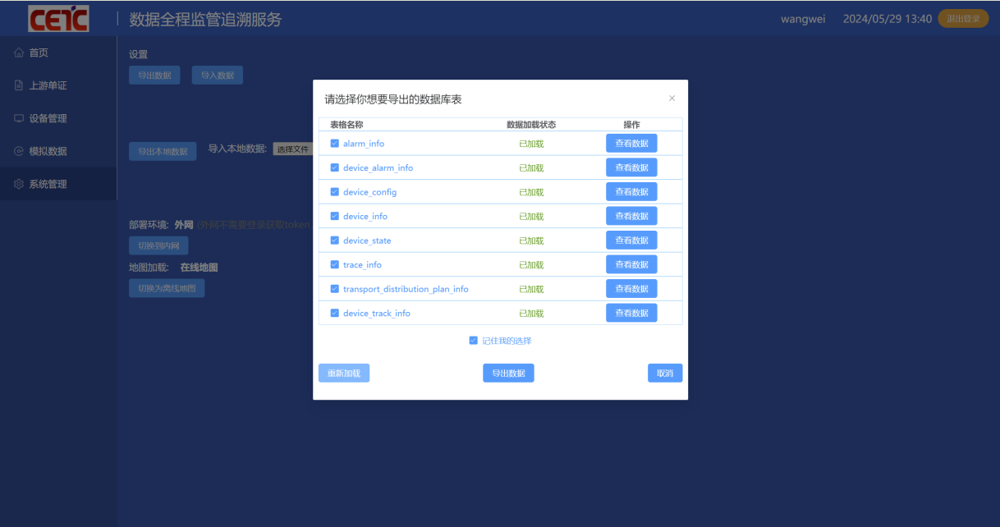 CETC
数据全程监管追溯服务
wangwei 2024/05/29 13:40 退出登录
首页
上游单证
设备管理
模拟数据
系统管理
设置
导出数据 导入数据
导出本地数据 导入本地数据: 选择文件
部署环境: 外网 (外网不需要登录获取token
切换到内网
地图加载: 在线地图
切换为离线地图
请选择你想要导出的数据库表
表格名称 数据加载状态 操作
alarm_info 已加载 查看数据
device_alarm_info 已加载 查看数据
device_config 已加载 查看数据
device_info 已加载 查看数据
device_state 已加载 查看数据
trace_info 已加载 查看数据
transport_distribution_plan_info 已加载 查看数据
device_track_info 已加载 查看数据
记住我的选择
重新加载 导出数据 取消